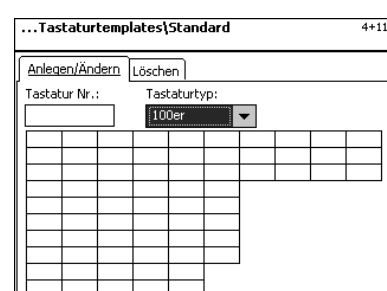 ...Tastaturtemplates\Standard 4+11
Anlegen/Ändern Löschen
Tastatur Nr.: Tastaturtyp:
100er